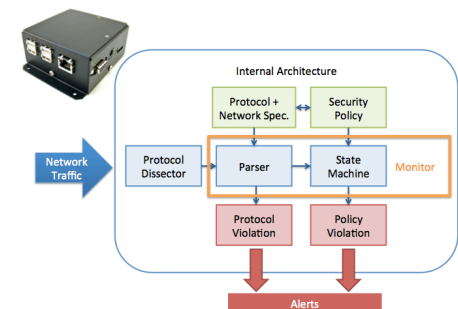 Internal Architecture
Protocol +
Network Spec.
Security
Policy
Network
Traffic
Protocol
Dissector
Parser
State
Machine
Monitor
Protocol
Violation
Policy
Violation
Alerts